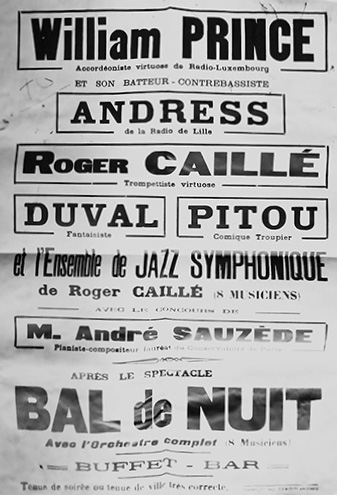 William PRINCE
Accordéoniste virtuose de Radio-Luxembourg
ET SON BATTEUR - CONTREBASSISTE
ANDRESS
de la Radio de Lille
ROGER CAILLÉ
Trompettiste virtuose
DUVAL PITOU
Fantaisiste Comique Troupier
et l'Ensemble de JAZZ SYMPHONIQUE
de Roger CAILLÉ (8 MUSICIENS)
AVEC LE CONCOURS DE
M. André SAUZÈDE
Pianiste-compositeur lauréat du Conservatoire de Paris
APRÈS LE SPECTACLE
BAL de NUIT
Avec l'Orchestre complet (8 Musiciens)
BUFFET - BAR
Tenue de soirée ou tenue de ville très correcte.